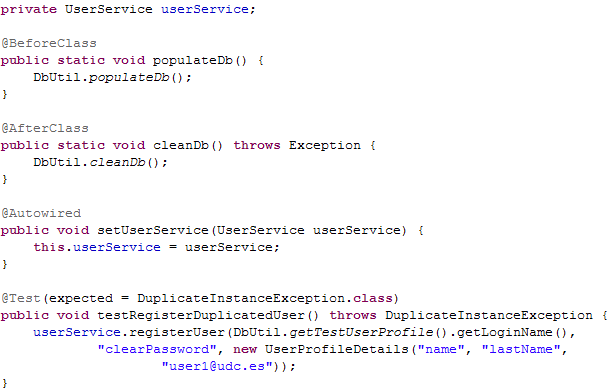 private UserService userService;

@BeforeClass
public static void populateDb() {
    DbUtil.populateDb();
}

@AfterClass
public static void cleanDb() throws Exception {
    DbUtil.cleanDb();
}

@Autowired
public void setUserService(UserService userService) {
    this.userService = userService;
}

@Test(expected = DuplicateInstanceException.class)
public void testRegisterDuplicatedUser() throws DuplicateInstanceException {
    userService.registerUser(DbUtil.getTestUserProfile().getLoginName(),
            "clearPassword", new UserProfileDetails("name", "lastName",
                    "user1@udc.es"));
}